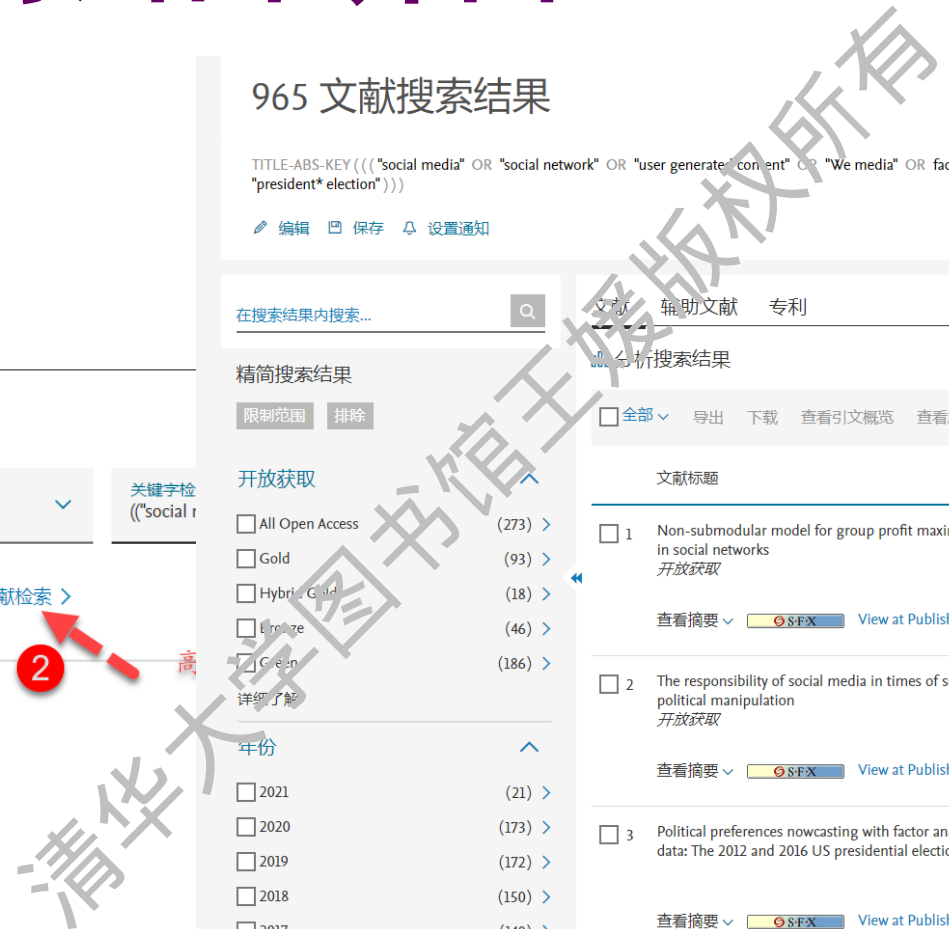 965 文献搜索结果
TITLE-ABS-KEY((("social media" OR "social network" OR "user generated content" OR "We media" OR fac
"president* election")))
编辑 保存 设置通知
在搜索结果内搜索...
精简搜索结果
限制范围 排除
开放获取
All Open Access (273)
Gold (93)
Hybrid Gold (18)
Bronze (46)
Green (186)
详细了解
年份
2021 (21)
2020 (173)
2019 (172)
2018 (150)
2017
文献 辅助文献 专利
分析搜索结果
全部 导出 下载 查看引文概览 查看
文献标题
1 Non-submodular model for group profit maxi
in social networks
开放获取
查看摘要 S·F·X View at Publish
2 The responsibility of social media in times of s
political manipulation
开放获取
查看摘要 S·F·X View at Publish
3 Political preferences nowcasting with factor an
data: The 2012 and 2016 US presidential electio
查看摘要 S·F·X View at Publish
关键字检
(("social
献检索
2
高
清华大学图书馆王媛版权所有